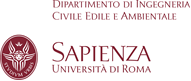 Dipartimento di Ingegneria
Civile Edile e Ambientale
Sapienza
Università di Roma